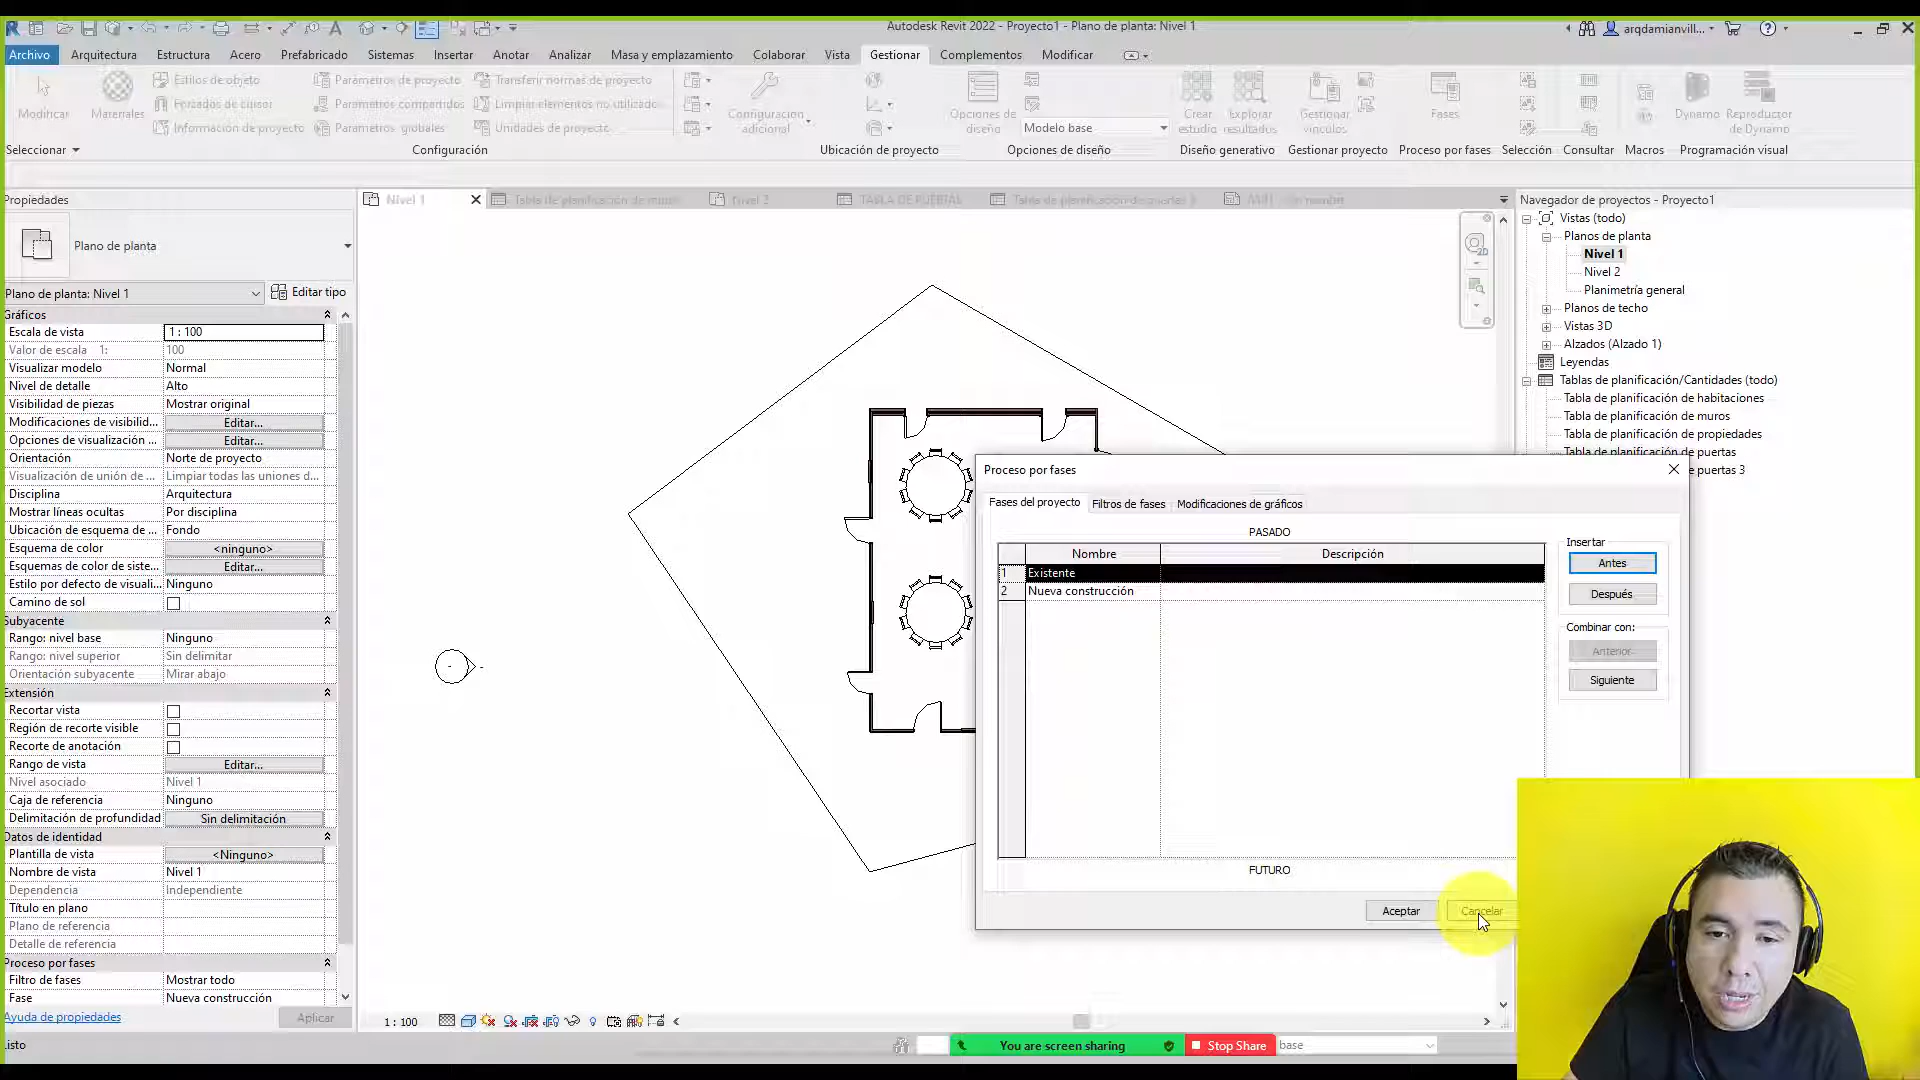 Autodesk Revit 2022 - Proyecto1 - Plano de planta: Nivel 1
arqdamianvill...
Archivo Arquitectura Estructura Acero Prefabricado Sistemas Insertar Anotar Analizar Masa y emplazamiento Colaborar Vista Gestionar Complementos Modificar
Modificar
Materiales
Estilos de objeto
Forzados de cursor
Información de proyecto
Parámetros de proyecto
Parámetros compartidos
Parámetros globales
Transferir normas de proyecto
Limpiar elementos no utilizado
Unidades de proyecto
Configuración adicional
Opciones de diseño
Modelo base
Crear estudio
Explorar resultados
Gestionar vínculos
Fases
Dynamo
Reproductor de Dynamo
Seleccionar Configuración Ubicación de proyecto Opciones de diseño Diseño generativo Gestionar proyecto Proceso por fases Selección Consultar Macros Programación visual
Propiedades
Plano de planta
Plano de planta: Nivel 1 Editar tipo
Gráficos
Escala de vista 1 : 100
Valor de escala 1: 100
Visualizar modelo Normal
Nivel de detalle Alto
Visibilidad de piezas Mostrar original
Modificaciones de visibilid... Editar...
Opciones de visualización ... Editar...
Orientación Norte de proyecto
Visualización de unión de ... Limpiar todas las uniones d...
Disciplina Arquitectura
Mostrar líneas ocultas Por disciplina
Ubicación de esquema de ... Fondo
Esquema de color <ninguno>
Esquemas de color de siste... Editar...
Estilo por defecto de visuali... Ninguno
Camino de sol
Subyacente
Rango: nivel base Ninguno
Rango: nivel superior Sin delimitar
Orientación subyacente Mirar abajo
Extensión
Recortar vista
Región de recorte visible
Recorte de anotación
Rango de vista Editar...
Nivel asociado Nivel 1
Caja de referencia Ninguno
Delimitación de profundidad Sin delimitación
Datos de identidad
Plantilla de vista <Ninguno>
Nombre de vista Nivel 1
Dependencia Independiente
Título en plano
Plano de referencia
Detalle de referencia
Proceso por fases
Filtro de fases Mostrar todo
Fase Nueva construcción
Ayuda de propiedades Aplicar
Nivel 1 Tabla de planificación de muros Nivel 2 TABLA DE PUERTAS Tabla de planificación de puertas 3
Navegador de proyectos - Proyecto1
Vistas (todo)
Planos de planta
Nivel 1
Nivel 2
Planimetría general
Planos de techo
Vistas 3D
Alzados (Alzado 1)
Leyendas
Tablas de planificación/Cantidades (todo)
Tabla de planificación de habitaciones
Tabla de planificación de muros
Tabla de planificación de propiedades
Tabla de planificación de puertas
e puertas 3
Proceso por fases
Fases del proyecto Filtros de fases Modificaciones de gráficos
PASADO
Nombre Descripción
1 Existente
2 Nueva construcción
FUTURO
Insertar
Antes
Después
Combinar con:
Anterior
Siguiente
Aceptar Cancelar
1 : 100
Listo
You are screen sharing Stop Share base